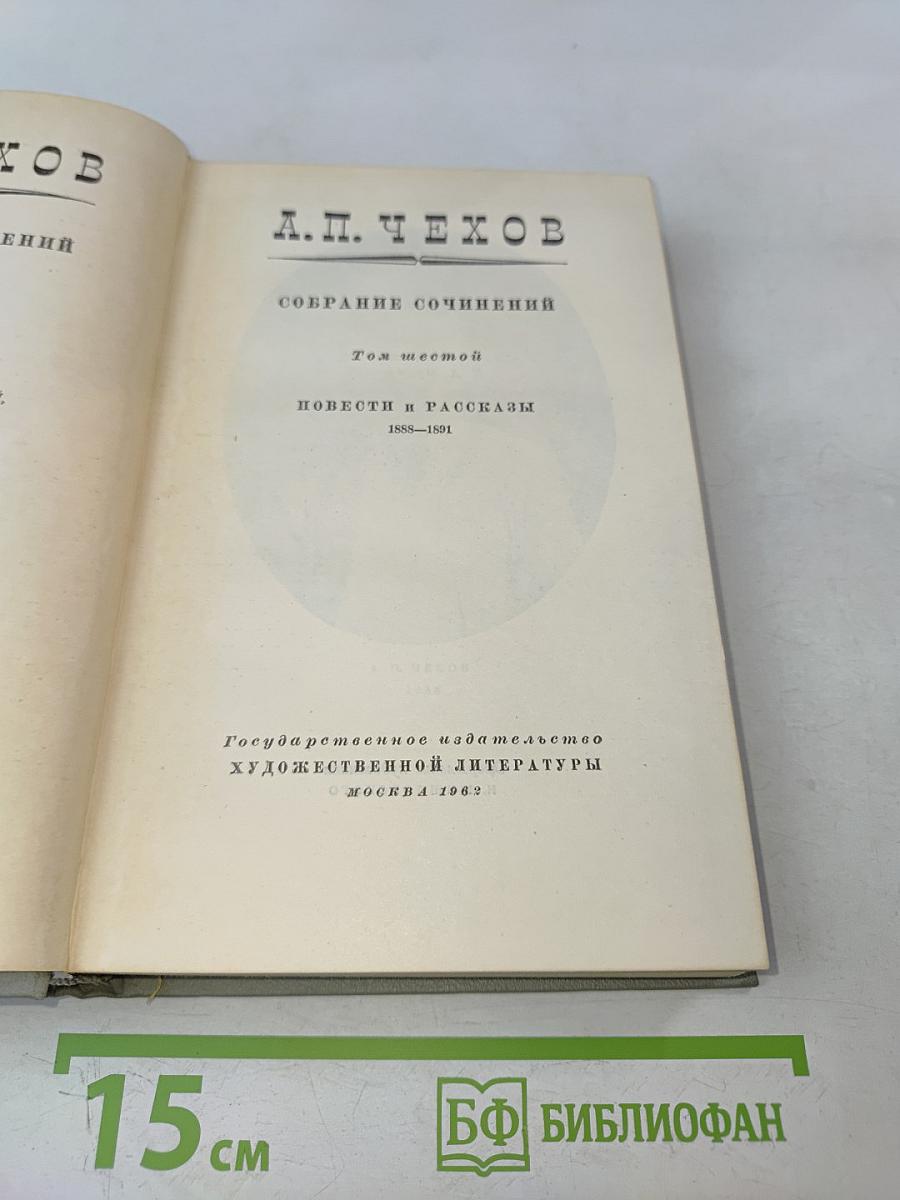 ХОВ
ЕНИЙ
А. П. ЧЕХОВ
СОБРАНИЕ СОЧИНЕНИЙ
Том шестой
ПОВЕСТИ и РАССКАЗЫ
1888—1891
Государственное издательство
ХУДОЖЕСТВЕННОЙ ЛИТЕРАТУРЫ
МОСКВА 1962
15 см
БФ БИБЛИОФАН